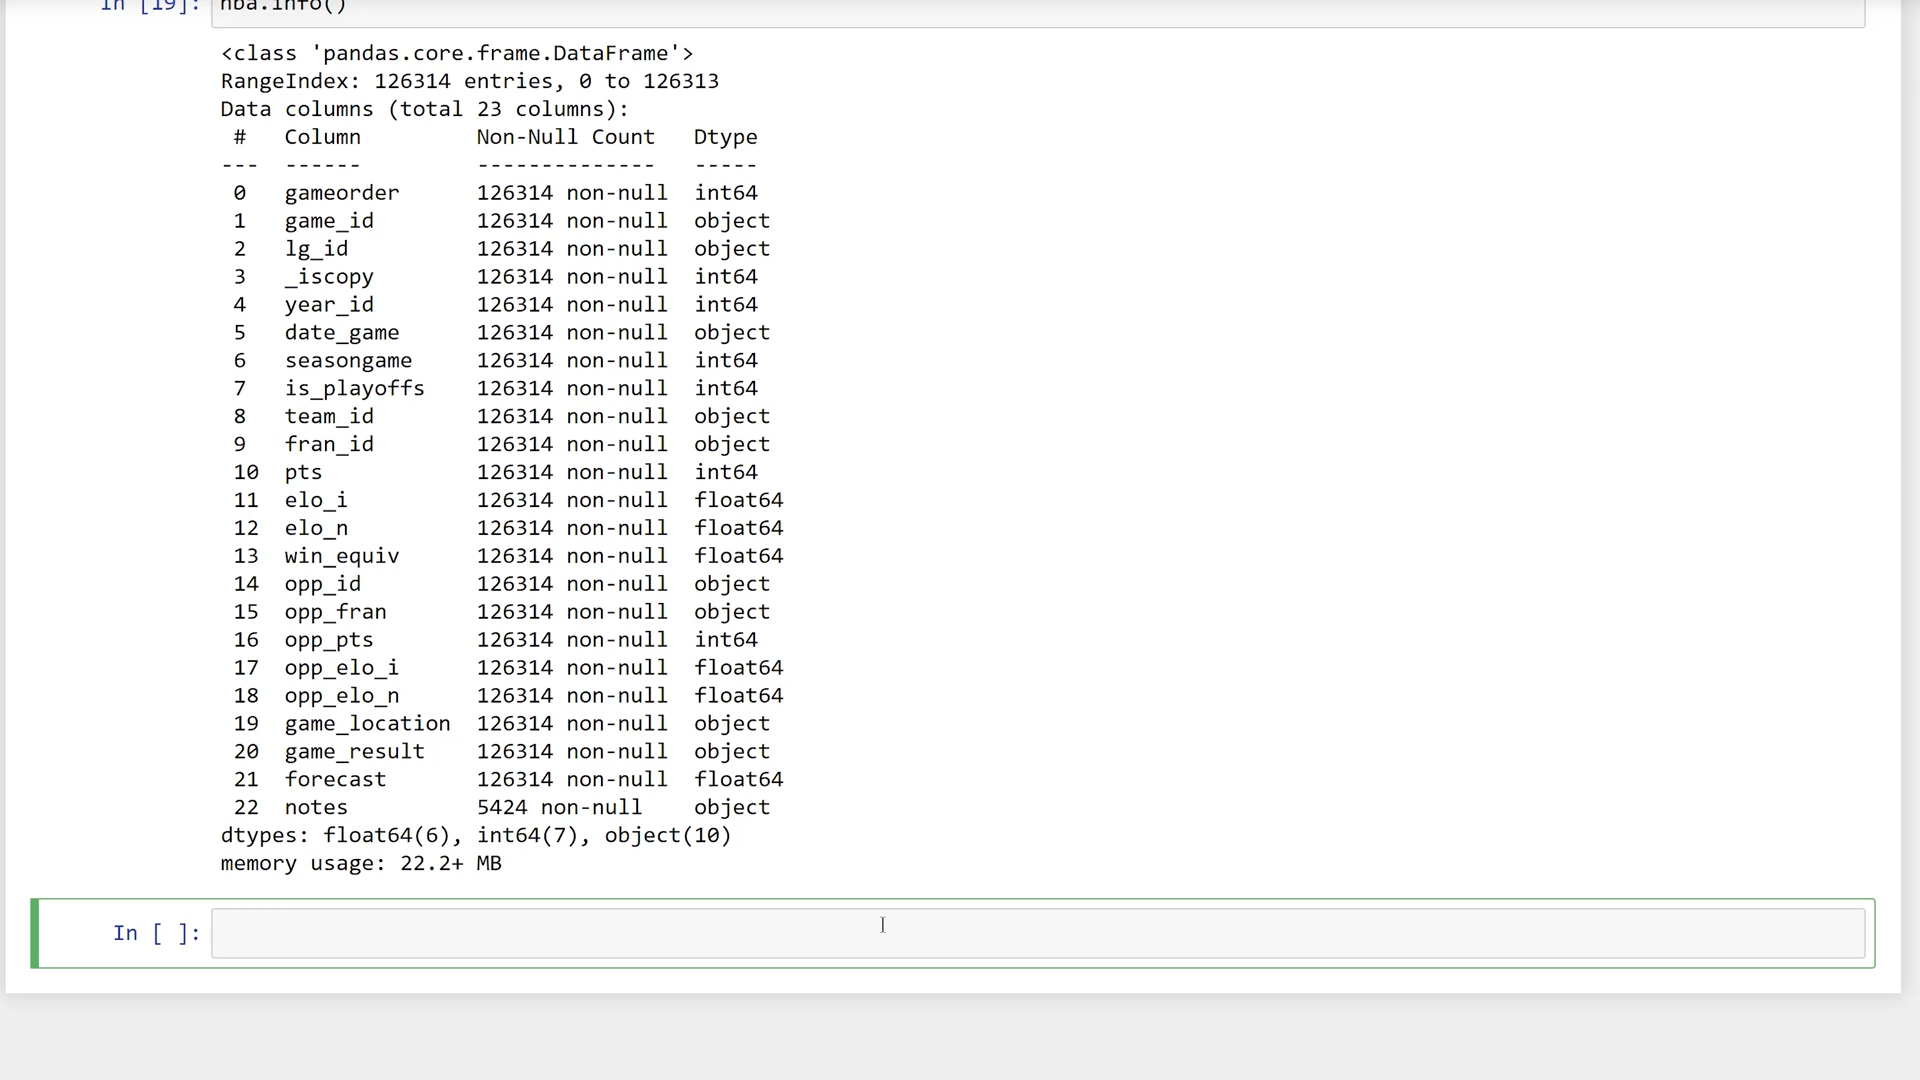 In [19]: nba.info()
<class 'pandas.core.frame.DataFrame'>
RangeIndex: 126314 entries, 0 to 126313
Data columns (total 23 columns):
 #   Column         Non-Null Count   Dtype
---  ------         --------------   -----
 0   gameorder      126314 non-null  int64
 1   game_id        126314 non-null  object
 2   lg_id          126314 non-null  object
 3   _iscopy        126314 non-null  int64
 4   year_id        126314 non-null  int64
 5   date_game      126314 non-null  object
 6   seasongame     126314 non-null  int64
 7   is_playoffs    126314 non-null  int64
 8   team_id        126314 non-null  object
 9   fran_id        126314 non-null  object
 10  pts            126314 non-null  int64
 11  elo_i          126314 non-null  float64
 12  elo_n          126314 non-null  float64
 13  win_equiv      126314 non-null  float64
 14  opp_id         126314 non-null  object
 15  opp_fran       126314 non-null  object
 16  opp_pts        126314 non-null  int64
 17  opp_elo_i      126314 non-null  float64
 18  opp_elo_n      126314 non-null  float64
 19  game_location  126314 non-null  object
 20  game_result    126314 non-null  object
 21  forecast       126314 non-null  float64
 22  notes          5424 non-null    object
dtypes: float64(6), int64(7), object(10)
memory usage: 22.2+ MB
In [ ]: